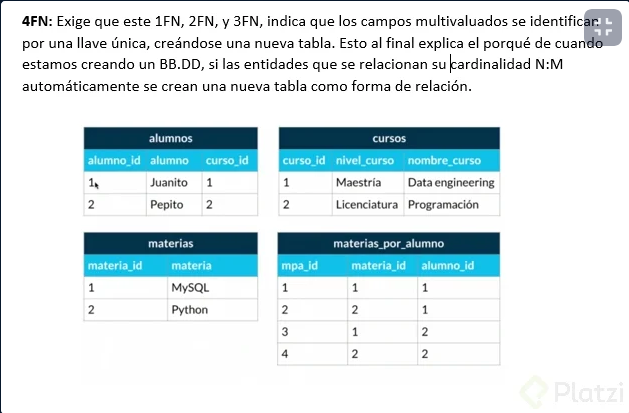 4FN: Exige que este 1FN, 2FN, y 3FN, indica que los campos multivaluados se identifican
por una llave única, creándose una nueva tabla. Esto al final explica el porqué de cuando
estamos creando un BB.DD, si las entidades que se relacionan su cardinalidad N:M
automáticamente se crean una nueva tabla como forma de relación.
alumnos
alumno_id alumno curso_id
1 Juanito 1
2 Pepito 2
cursos
curso_id nivel_curso nombre_curso
1 Maestría Data engineering
2 Licenciatura Programación
materias
materia_id materia
1 MySQL
2 Python
materias_por_alumno
mpa_id materia_id alumno_id
1 1 1
2 2 1
3 1 2
4 2 2
Platzi